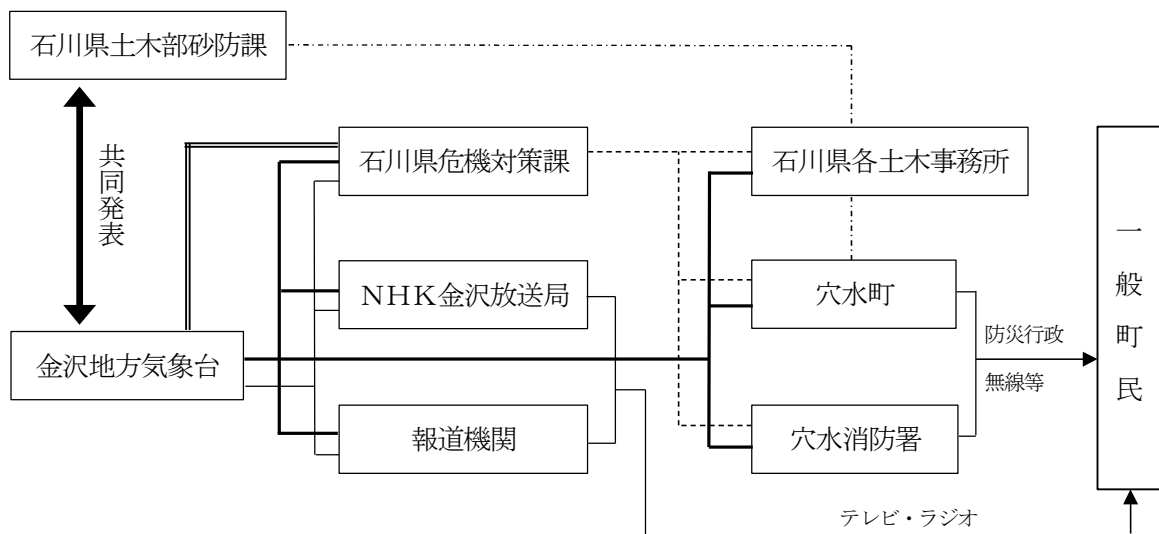 石川県土木部砂防課
共同発表
石川県危機対策課
石川県各土木事務所
一般町民
NHK金沢放送局
穴水町
防災行政
無線等
金沢地方気象台
報道機関
穴水消防署
テレビ・ラジオ